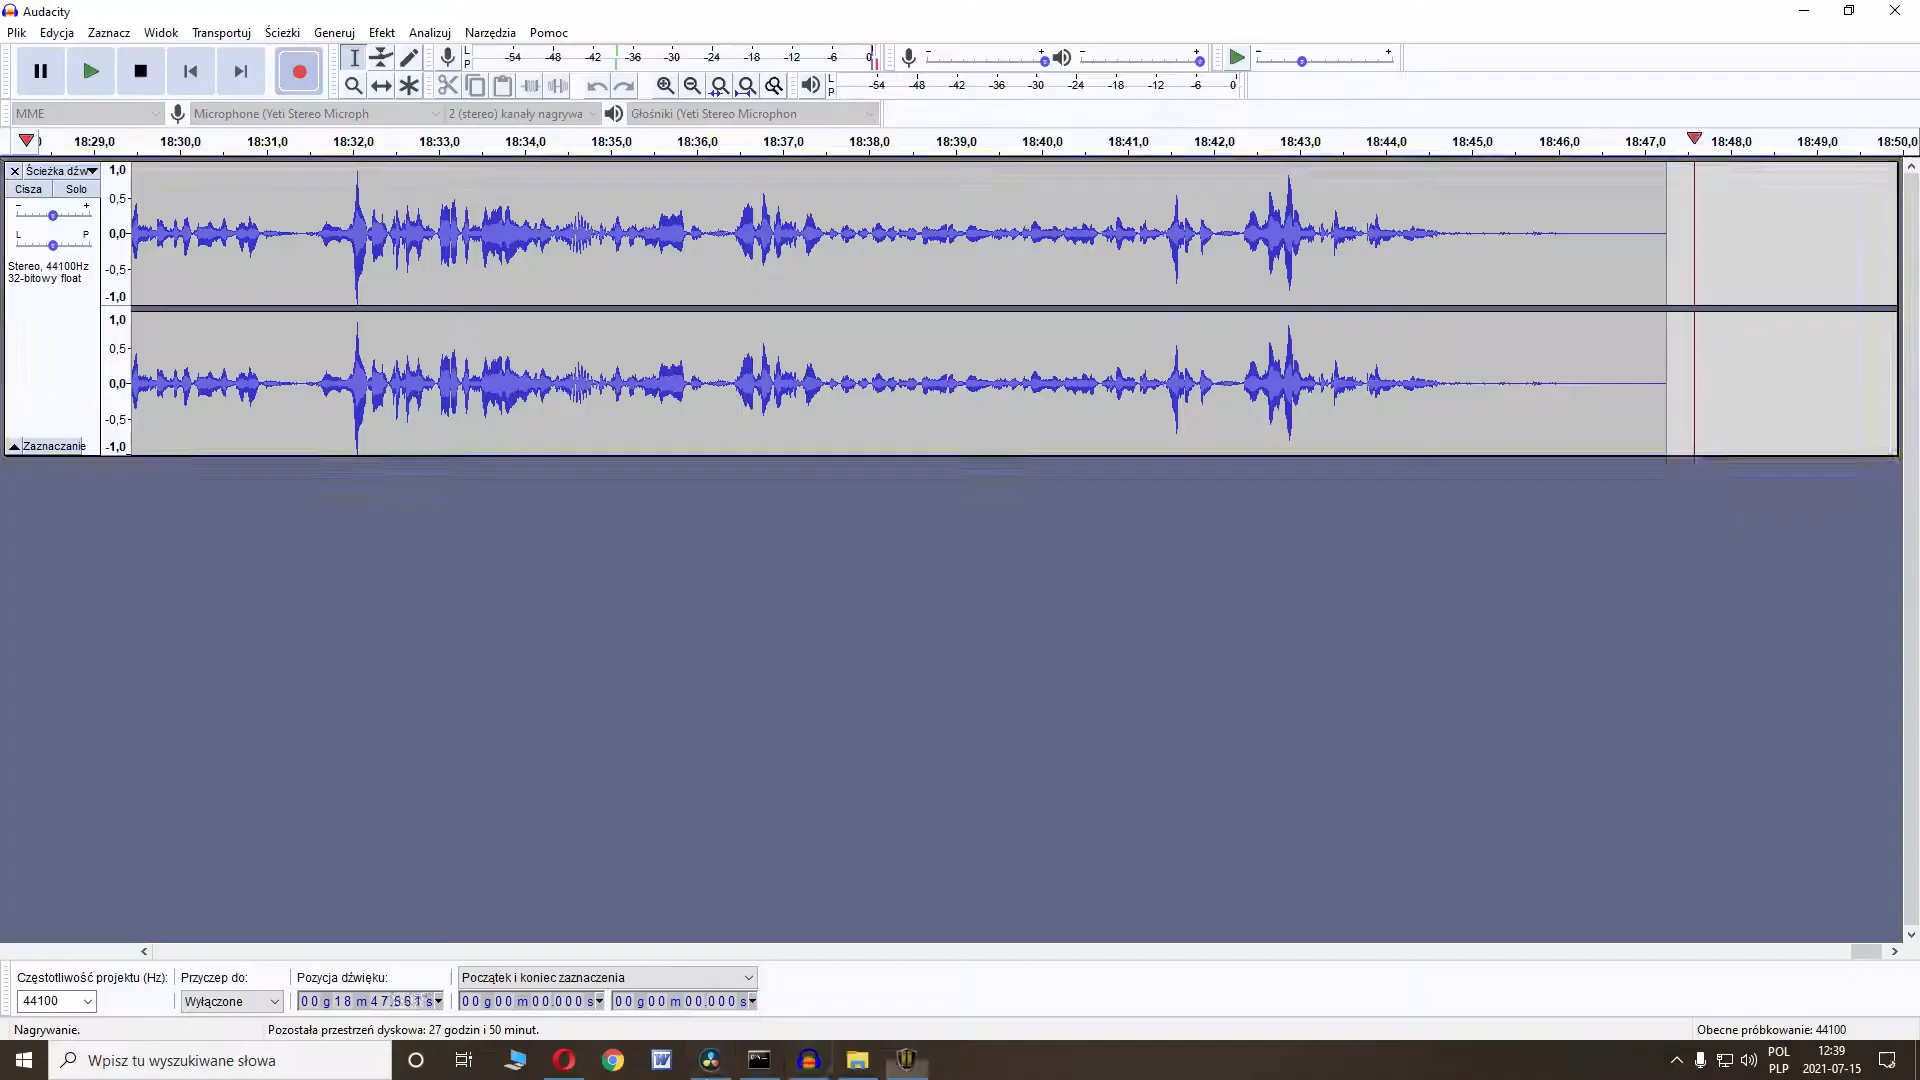 Audacity
Plik Edycja Zaznacz Widok Transportuj Ścieżki Generuj Efekt Analizuj Narzędzia Pomoc
L P -54 -48 -42 -36 -30 -24 -18 -12 -6 0
L P -54 -48 -42 -36 -30 -24 -18 -12 -6 0
MME Microphone (Yeti Stereo Microph 2 (stereo) kanały nagrywa Głośniki (Yeti Stereo Microphon
18:29,0 18:30,0 18:31,0 18:32,0 18:33,0 18:34,0 18:35,0 18:36,0 18:37,0 18:38,0 18:39,0 18:40,0 18:41,0 18:42,0 18:43,0 18:44,0 18:45,0 18:46,0 18:47,0 18:48,0 18:49,0 18:50,0
Ścieżka dźw 1,0
Cisza Solo
0,5
L P 0,0
Stereo, 44100Hz
32-bitowy float
-0,5
-1,0
1,0
0,5
0,0
-0,5
Zaznaczanie -1,0
Częstotliwość projektu (Hz): Przyczep do: Pozycja dźwięku: Początek i koniec zaznaczenia
44100 Wyłączone 00 g 18 m 47.561 s 00 g 00 m 00.000 s 00 g 00 m 00.000 s
Nagrywanie. Pozostała przestrzeń dyskowa: 27 godzin i 50 minut. Obecne próbkowanie: 44100
Wpisz tu wyszukiwane słowa
POL 12:39
PLP 2021-07-15